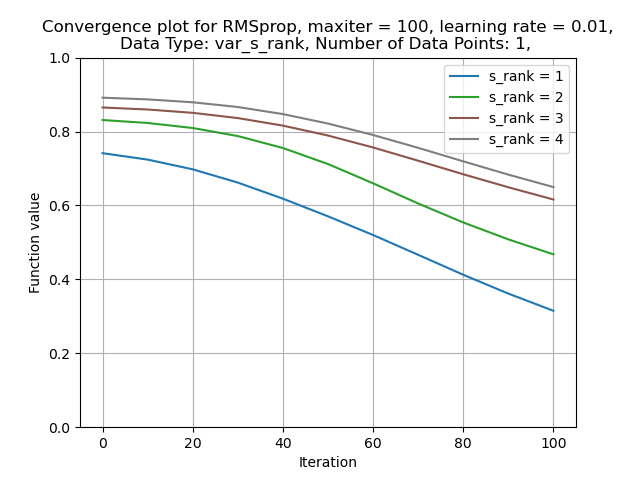 Convergence plot for RMSprop, maxiter = 100, learning rate = 0.01,
Data Type: var_s_rank, Number of Data Points: 1,
s_rank = 1
s_rank = 2
s_rank = 3
s_rank = 4
Function value
1.0
0.8
0.6
0.4
0.2
0.0
0 20 40 60 80 100
Iteration